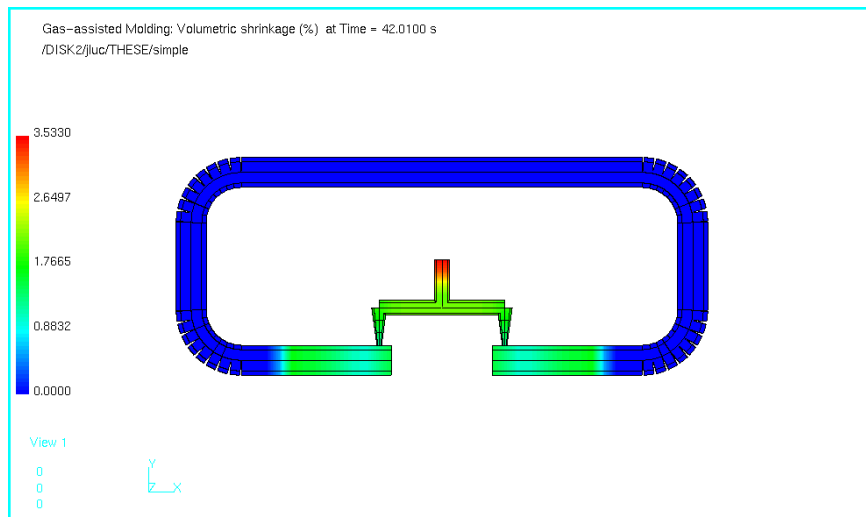 Gas-assisted Molding: Volumetric shrinkage (%) at Time = 42.0100 s
/DISK2/jluc/THESE/simple
3.5330
2.6497
1.7665
0.8832
0.0000
View 1
0
0
0
Y
Z X